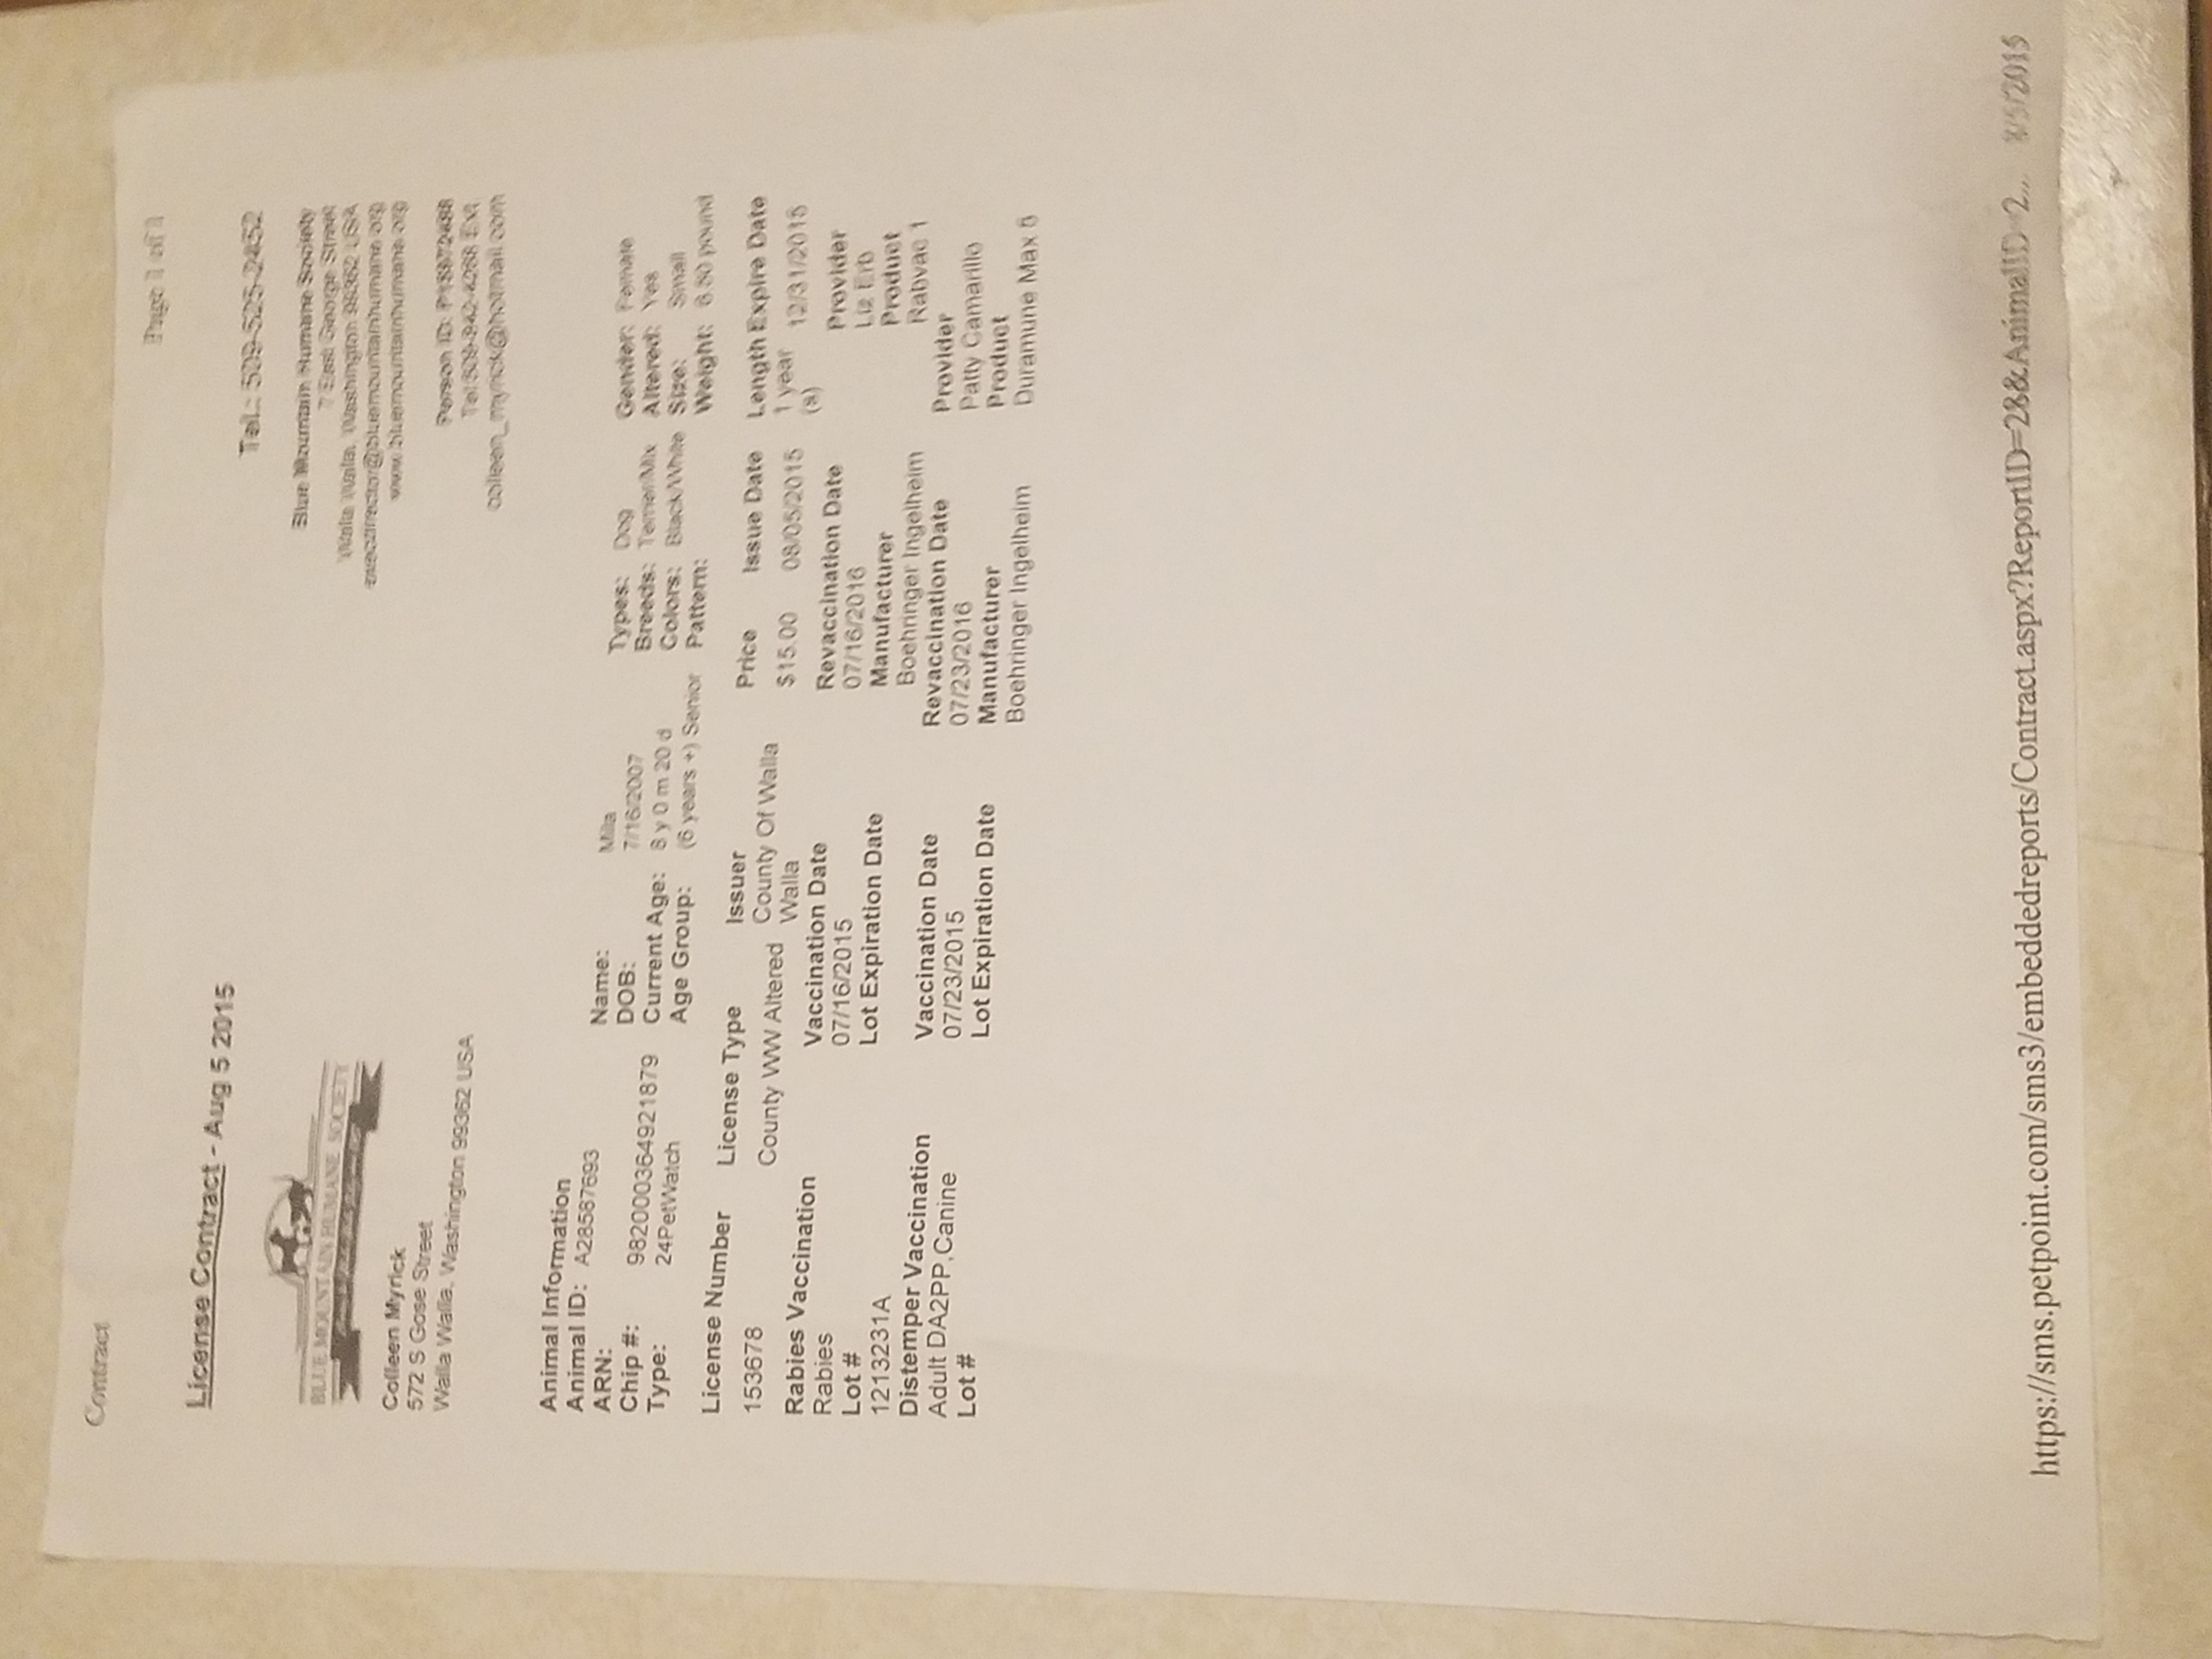 Contract
Page 1 of 1
License Contract - Aug 5 2015
Tel.: 509-525-2452
BLUE MOUNTAIN HUMANE SOCIETY
Blue Mountain Humane Society
7 East George Street
Walla Walla, Washington 99362 USA
execdirector@bluemountainhumane.org
www.bluemountainhumane.org
Colleen Myrick
572 S Gose Street
Walla Walla, Washington 99362 USA
Person ID:
Tel: Ext.
colleen_myrick@hotmail.com
Animal Information
Animal ID: A28587693
ARN:
Chip #: 982000364921879
Type: 24PetWatch
Name: Mila
DOB: 7/16/2007
Current Age: 8 y 0 m 20 d
Age Group: (6 years +) Senior
Types: Dog
Breeds: Terrier/Mix
Colors: Black/White
Pattern:
Gender: Female
Altered: Yes
Size: Small
Weight: 6.50 pound
License Number License Type Issuer Price Issue Date Length Expire Date
153678 County WW Altered County Of Walla Walla $15.00 08/05/2015 1 year (s) 12/31/2015
Rabies Vaccination Vaccination Date Revaccination Date Provider
Rabies 07/16/2015 07/16/2016 Liz Erb
Lot # Lot Expiration Date Manufacturer Product
1213231A Boehringer Ingelheim Rabvac 1
Distemper Vaccination Vaccination Date Revaccination Date Provider
Adult DA2PP,Canine 07/23/2015 07/23/2016 Patty Camarillo
Lot # Lot Expiration Date Manufacturer Product
Boehringer Ingelheim Duramune Max 5
https://sms.petpoint.com/sms3/embeddedreports/Contract.aspx?ReportID=28&AnimalID=2... 8/5/2015